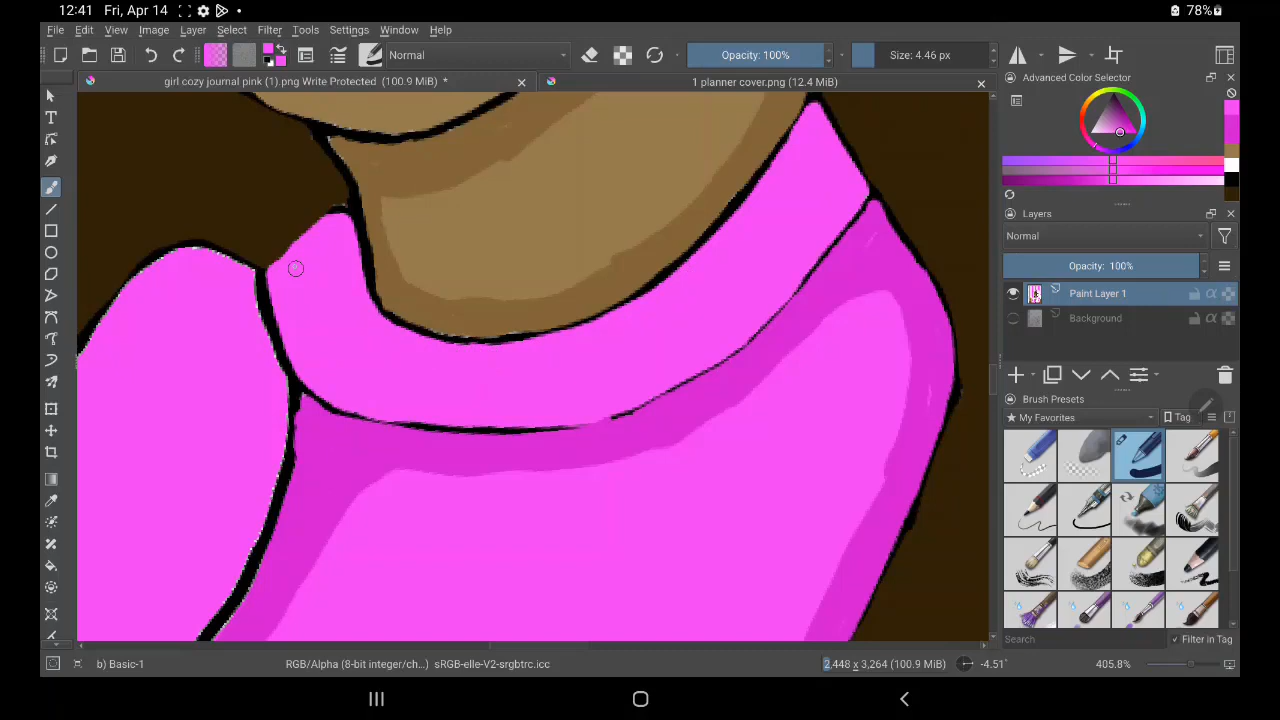 12:41 Fri, Apr 14
78%
File Edit View Image Layer Select Filter Tools Settings Window Help
Normal
Opacity: 100%
Size: 4.46 px
girl cozy journal pink (1).png Write Protected (100.9 MiB) *
1 planner cover.png (12.4 MiB)
Advanced Color Selector
Layers
Normal
Opacity: 100%
Paint Layer 1
Background
Brush Presets
★ My Favorites
Tag
Search
Filter in Tag
b) Basic-1
RGB/Alpha (8-bit integer/ch...) sRGB-elle-V2-srgbtrc.icc
2,448 x 3,264 (100.9 MiB)
-4.51°
405.8%